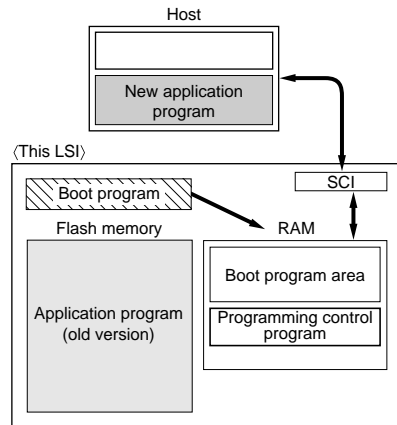 Host
New application
program
〈This LSI〉
SCI
Boot program
Flash memory
RAM
Boot program area
Application program
(old version)
Programming control
program